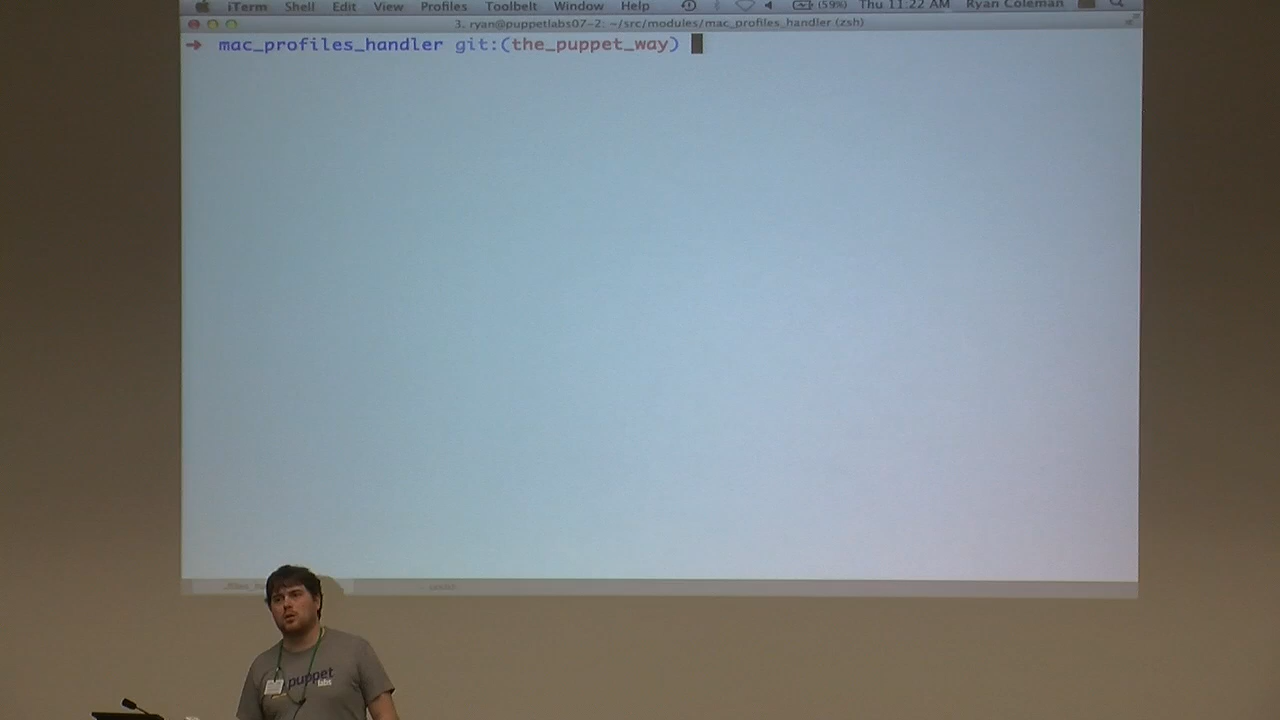 iTerm Shell Edit View Profiles Toolbelt Window Help (59%) Thu 11:22 AM Ryan Coleman
3. ryan@puppetlabs07-2: ~/src/modules/mac_profiles_handler (zsh)
➜ mac_profiles_handler git:(the_puppet_way)
puppet
labs